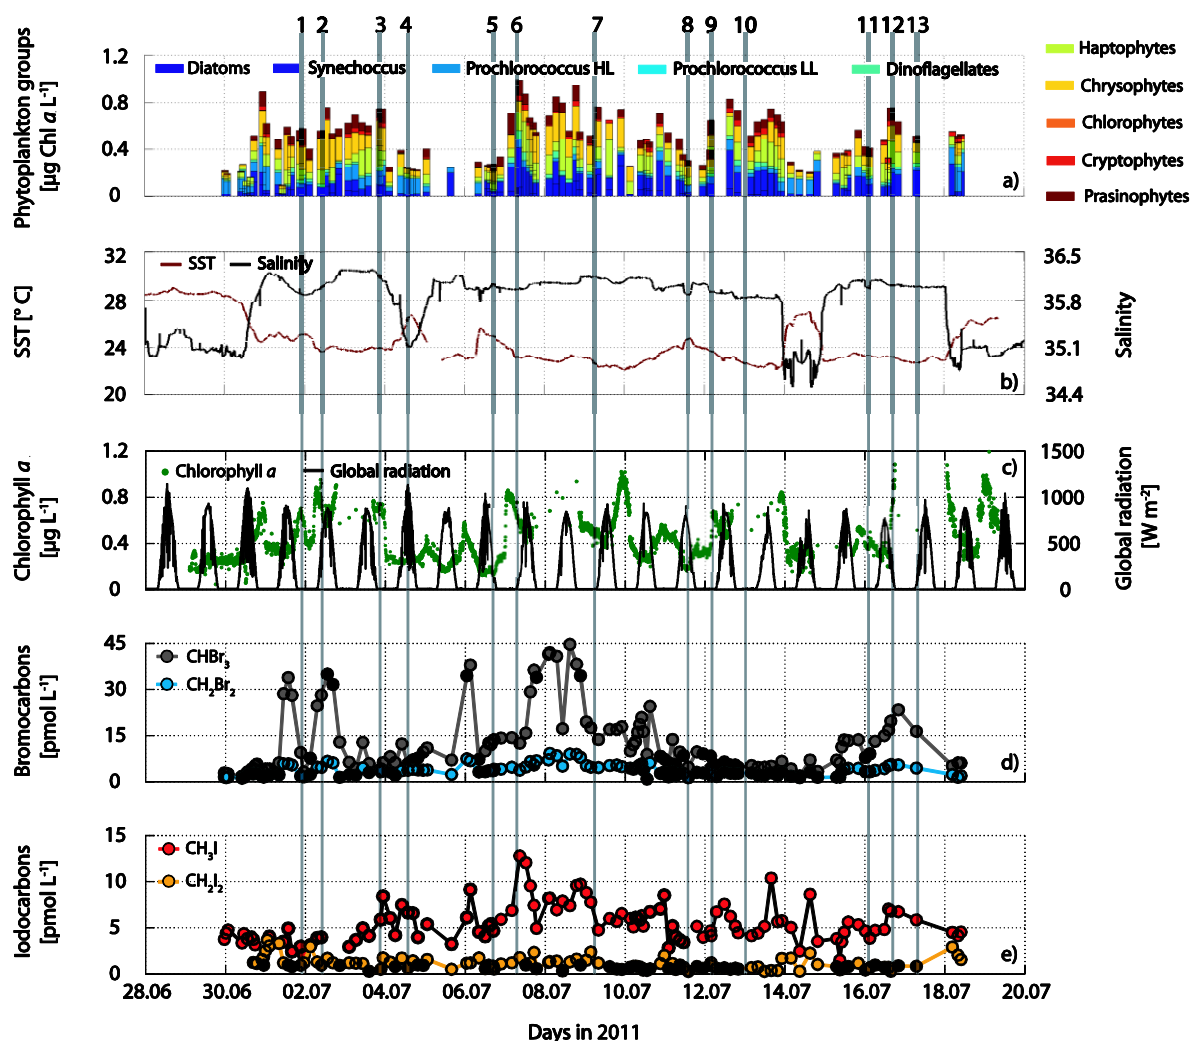 1 2 3 4 5 6 7 8 9 10 11 12 13
Phytoplankton groups
[µg Chl a L⁻¹]
1.2
0.8
0.4
0
Diatoms Synechoccus Prochlorococcus HL Prochlorococcus LL Dinoflagellates
Haptophytes
Chrysophytes
Chlorophytes
Cryptophytes
Prasinophytes
a)
SST [° C]
32
28
24
20
SST Salinity
36.5
35.8
35.1
34.4
Salinity
b)
Chlorophyll a
[µg L⁻¹]
1.2
0.8
0.4
0
Chlorophyll a Global radiation
c)
1500
1000
500
0
Global radiation
[W m⁻²]
Bromocarbons
[pmol L⁻¹]
45
30
15
0
CHBr₃
CH₂Br₂
d)
Iodocarbons
[pmol L⁻¹]
15
10
5
0
CH₃I
CH₂I₂
e)
28.06 30.06 02.07 04.07 06.07 08.07 10.07 12.07 14.07 16.07 18.07 20.07
Days in 2011